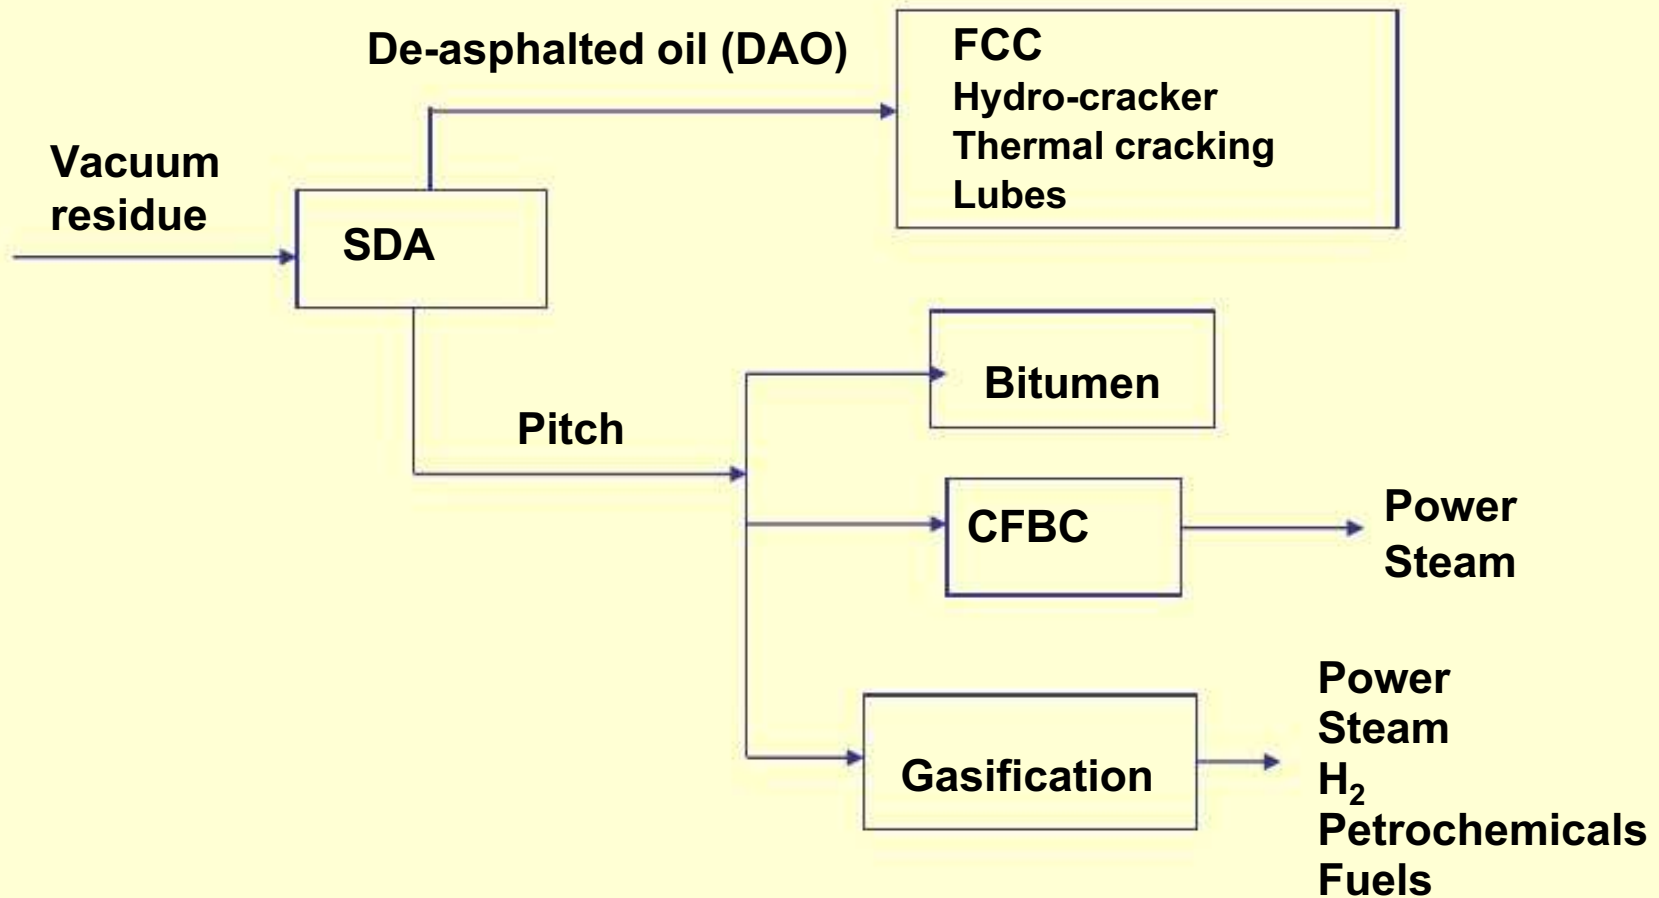 De-asphalted oil (DAO)
FCC
Hydro-cracker
Thermal cracking
Lubes
Vacuum
residue
SDA
Bitumen
Pitch
CFBC
Power
Steam
Gasification
Power
Steam
H₂
Petrochemicals
Fuels